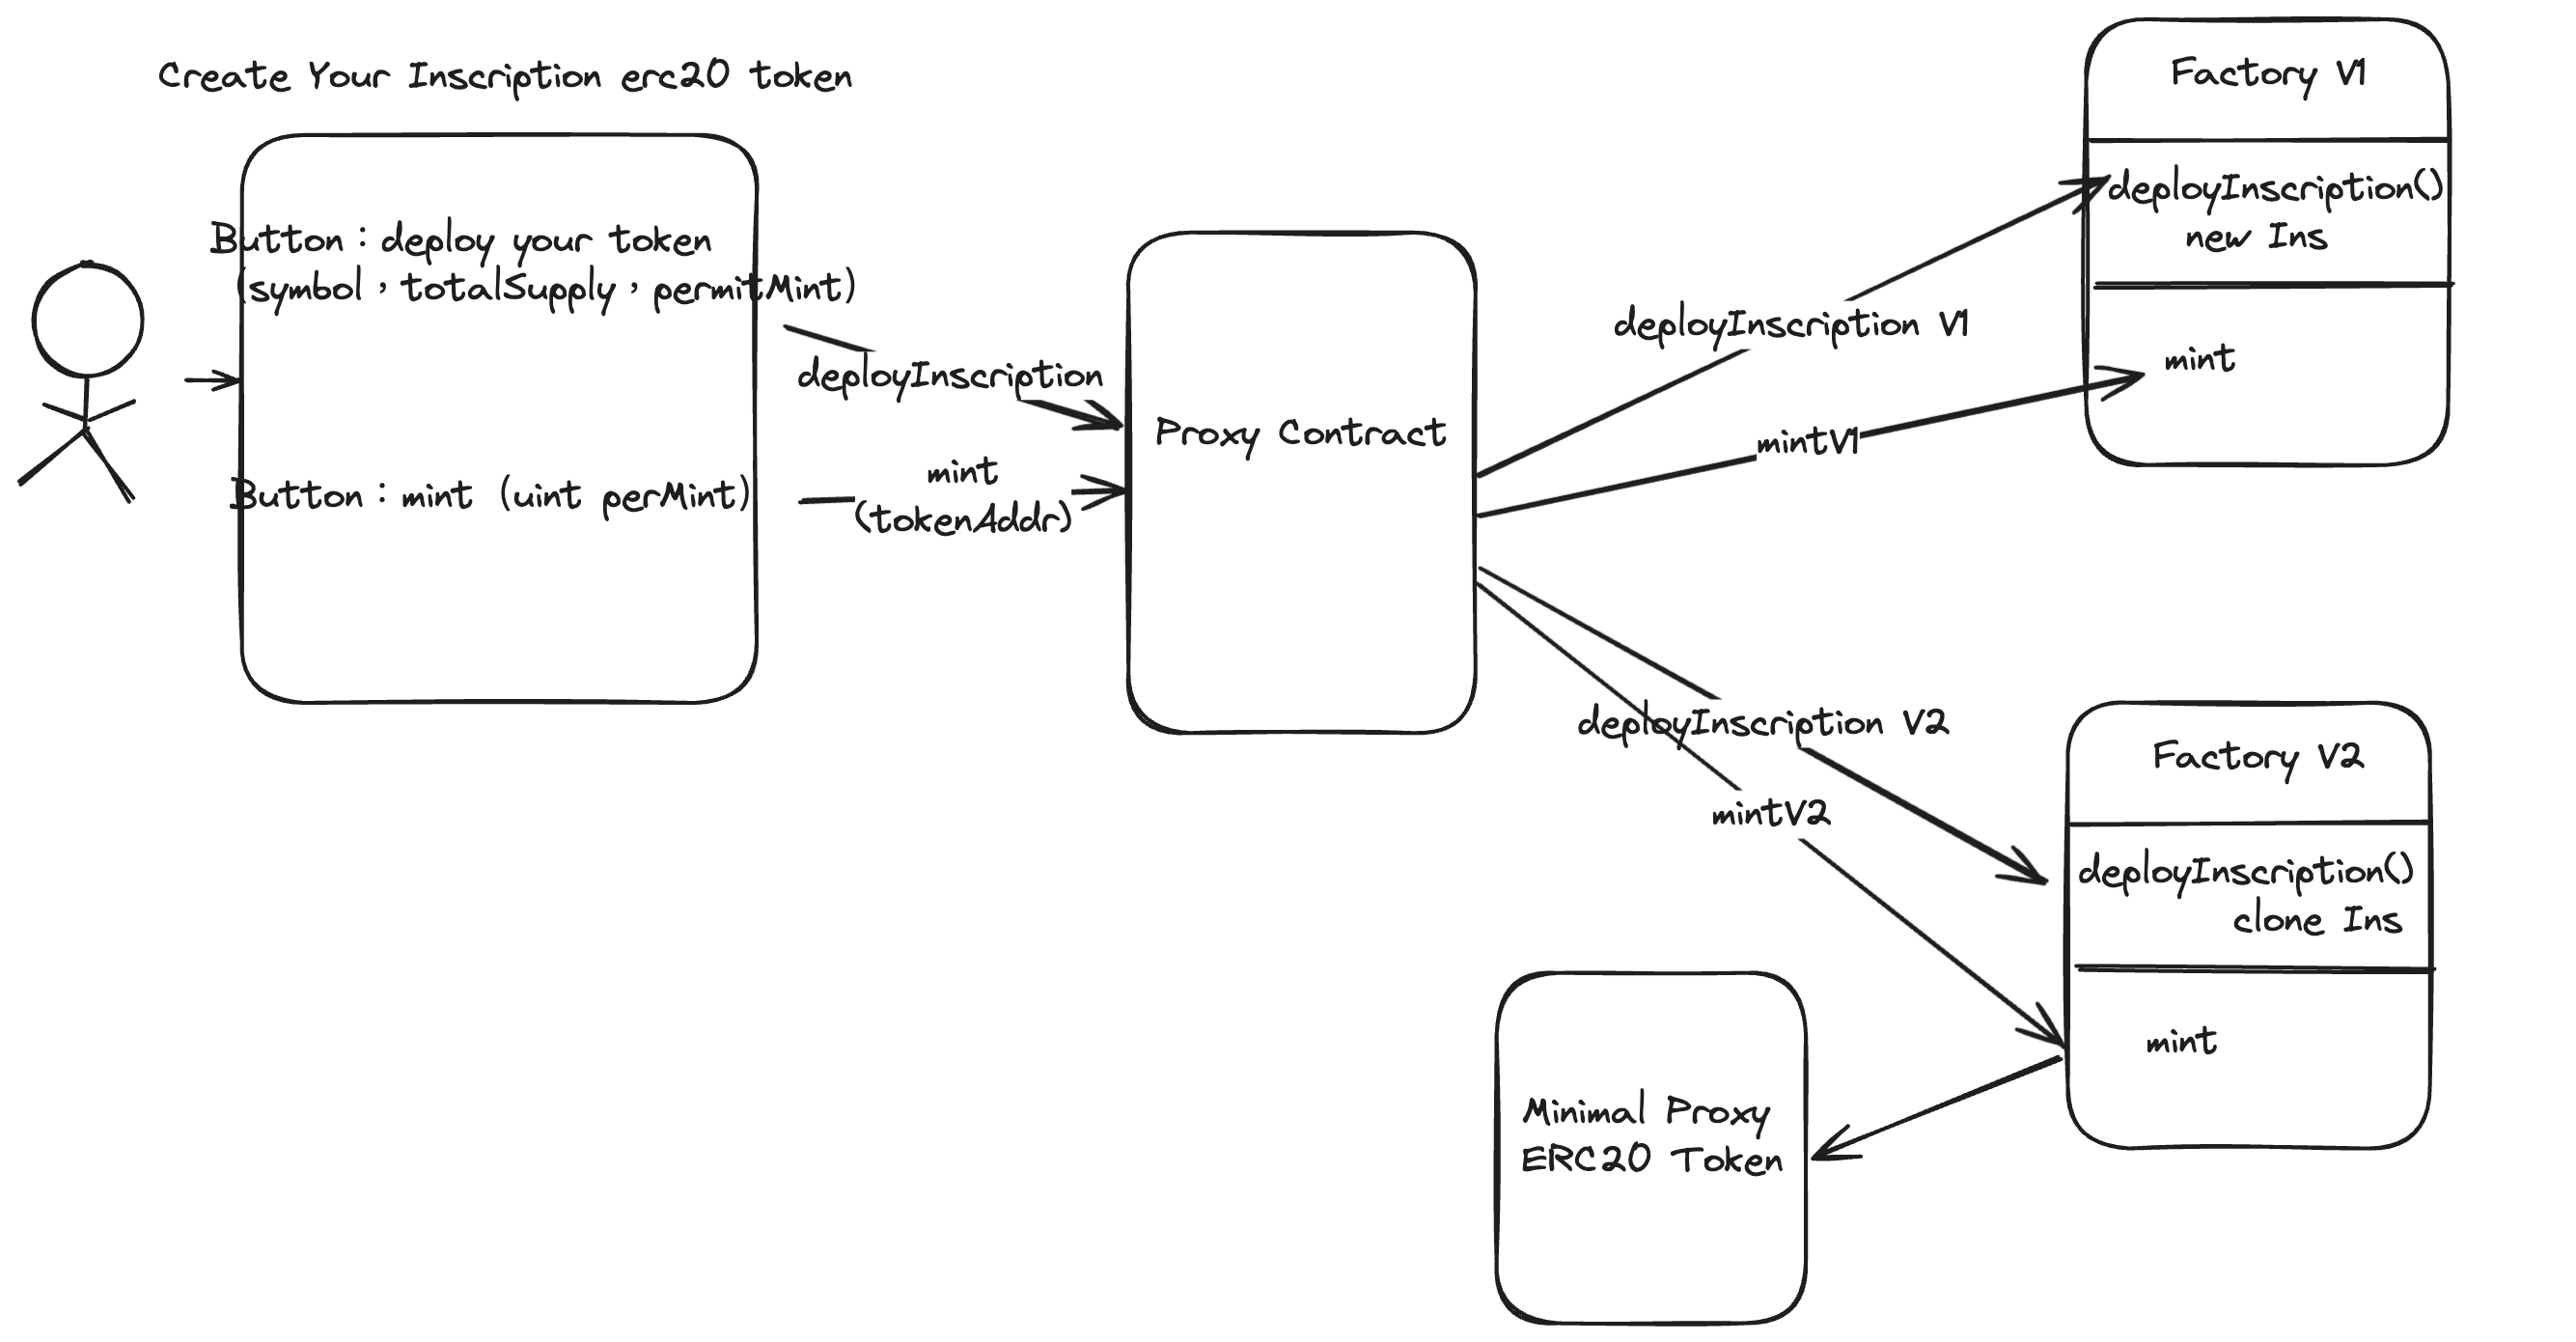 Create Your Inscription erc20 token
Button：deploy your token
(symbol，totalSupply，permitMint)
Button：mint (uint perMint)
deployInscription
mint
(tokenAddr)
Proxy Contract
deployInscription V1
mintV1
Factory V1
deployInscription()
new Ins
mint
deployInscription V2
mintV2
Factory V2
deployInscription()
clone Ins
mint
Minimal Proxy
ERC20 Token